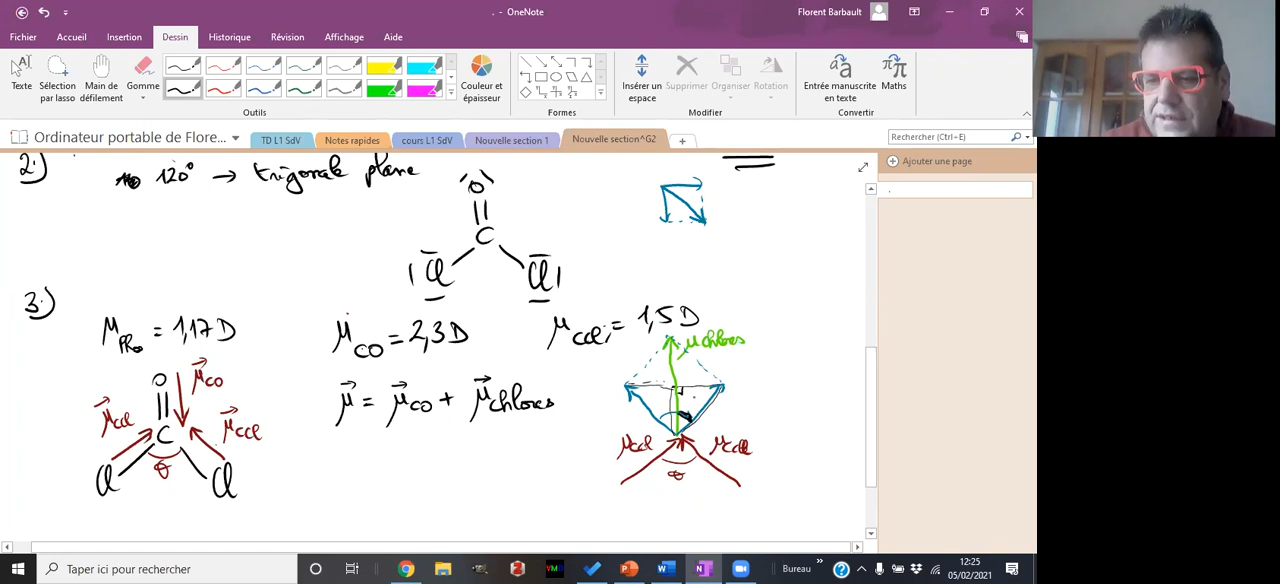 . - OneNote
Florent Barbault
Fichier Accueil Insertion Dessin Historique Révision Affichage Aide
Texte
Sélection par lasso
Main de défilement
Gomme
Couleur et épaisseur
Insérer un espace
Supprimer
Organiser
Rotation
Entrée manuscrite en texte
Maths
Outils
Formes
Modifier
Convertir
Ordinateur portable de Flore...
TD L1 SdV
Notes rapides
cours L1 SdV
Nouvelle section 1
Nouvelle section^G2
Rechercher (Ctrl+E)
Ajouter une page
.
2.) 120° → trigonale plane
O
C
Cl Cl
3.)
μ = 1,17 D
μCO = 2,3 D
μCCl = 1,5 D
μchlores
O
μCO
μCCl
μCCl
C
θ
Cl Cl
μ = μCO + μchlores
μCCl μCCl
θ
Taper ici pour rechercher
YMD
Bureau »
12:25
05/02/2021